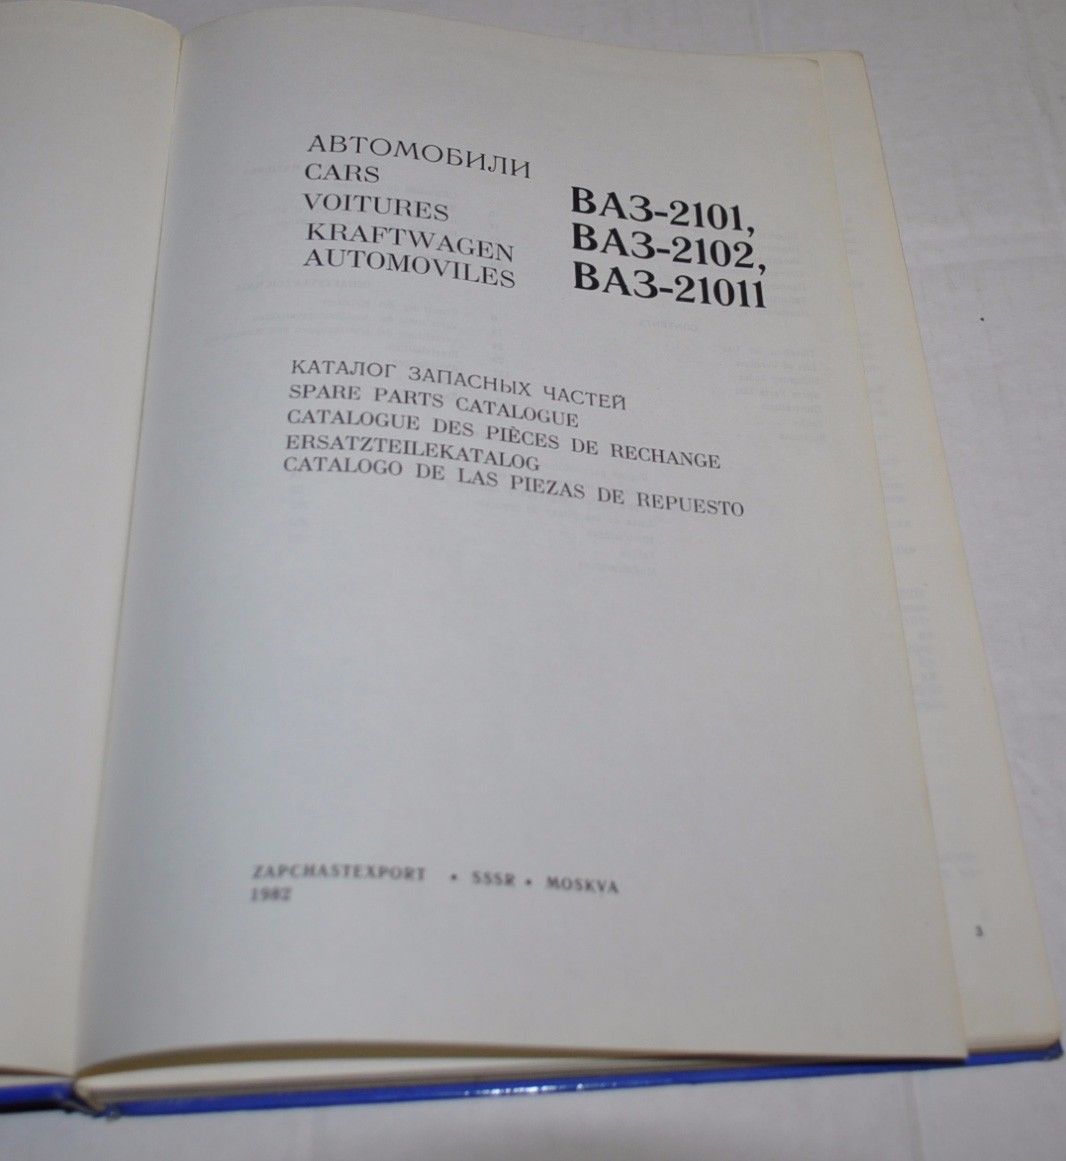 АВТОМОБИЛИ
CARS
VOITURES
KRAFTWAGEN
AUTOMOVILES
ВАЗ-2101,
ВАЗ-2102,
ВАЗ-21011
КАТАЛОГ ЗАПАСНЫХ ЧАСТЕЙ
SPARE PARTS CATALOGUE
CATALOGUE DES PIÈCES DE RECHANGE
ERSATZTEILEKATALOG
CATALOGO DE LAS PIEZAS DE REPUESTO
ZAPCHASTEXPORT • SSSR • MOSKVA
1982
3